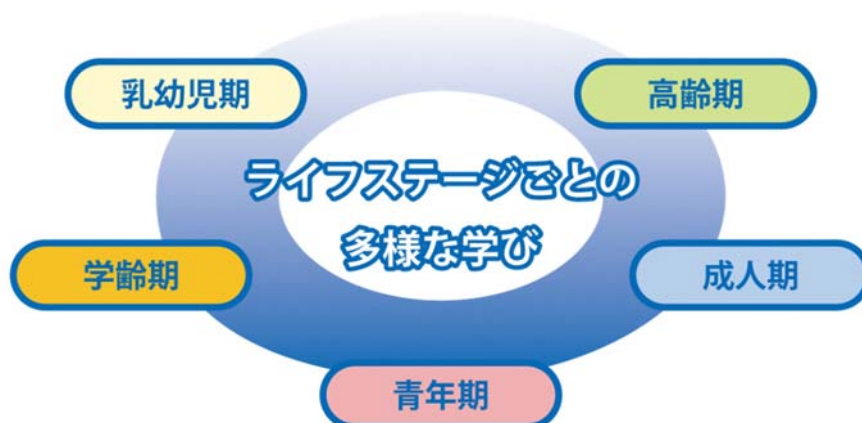 乳幼児期
高齢期
ライフステージごとの
多様な学び
学齢期
成人期
青年期